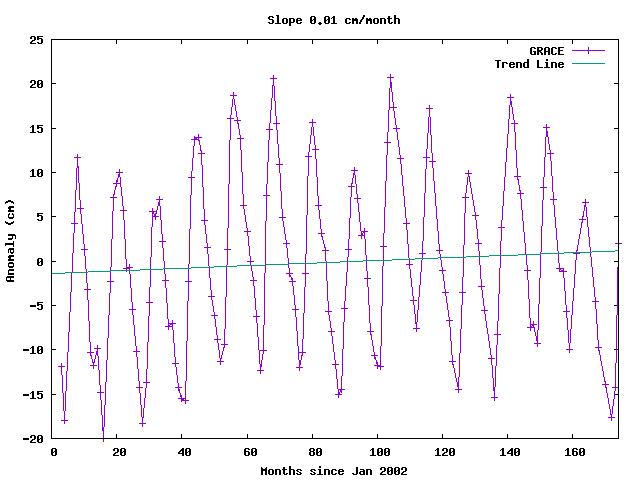 Slope 0.01 cm/month
GRACE
Trend Line
25
20
15
10
5
0
-5
-10
-15
-20
Anomaly (cm)
0 20 40 60 80 100 120 140 160
Months since Jan 2002